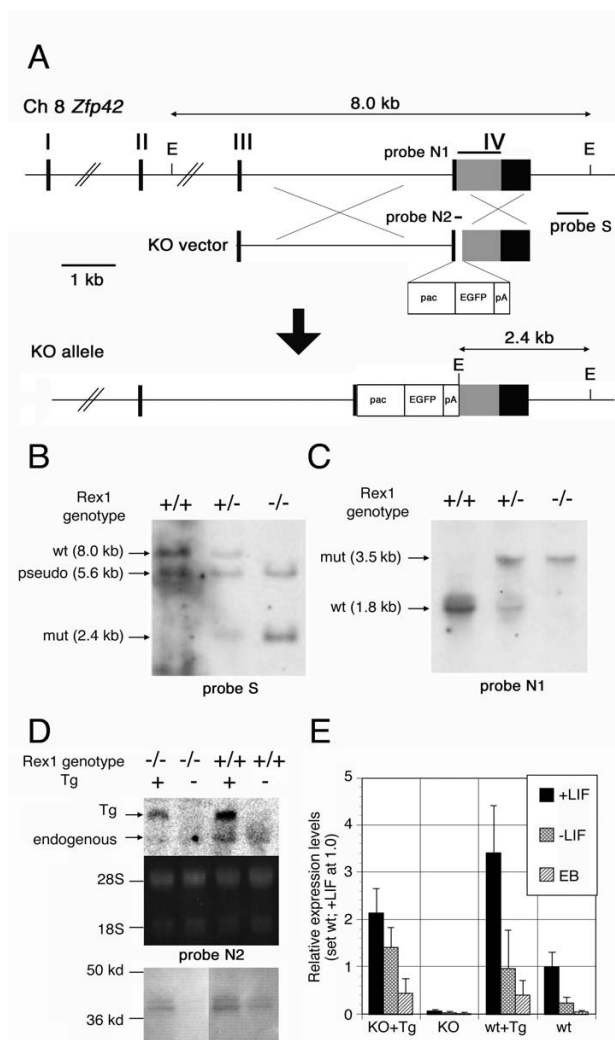 A
Ch 8 Zfp42
8.0 kb
I
II
E
III
probe N1
IV
E
probe N2
probe S
KO vector
1 kb
pac
EGFP
pA
KO allele
2.4 kb
E
E
pac
EGFP
pA
B
Rex1 genotype
+/+
+/-
-/-
wt (8.0 kb)
pseudo (5.6 kb)
mut (2.4 kb)
probe S
C
Rex1 genotype
+/+
+/-
-/-
mut (3.5 kb)
wt (1.8 kb)
probe N1
D
Rex1 genotype
-/-
-/-
+/+
+/+
Tg
+
-
+
-
Tg
endogenous
28S
18S
probe N2
50 kd
36 kd
E
Relative expression levels
(set wt; +LIF at 1.0)
5
4
3
2
1
0
+LIF
-LIF
EB
KO+Tg
KO
wt+Tg
wt